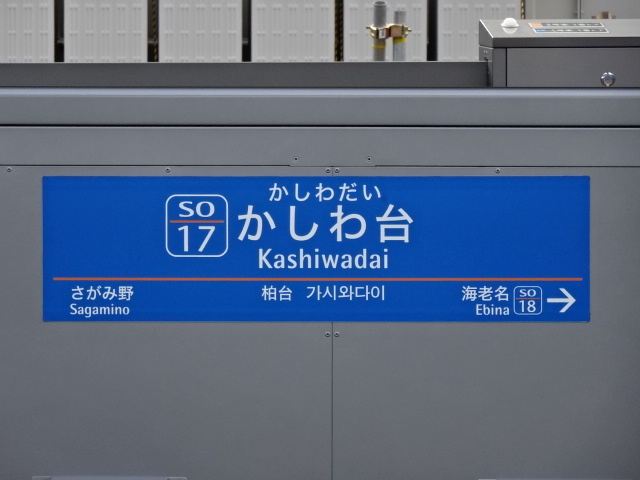 かしわだい
SO
17
かしわ台
Kashiwadai
さがみ野
Sagamino
柏台 가시와다이
海老名
Ebina
SO
18